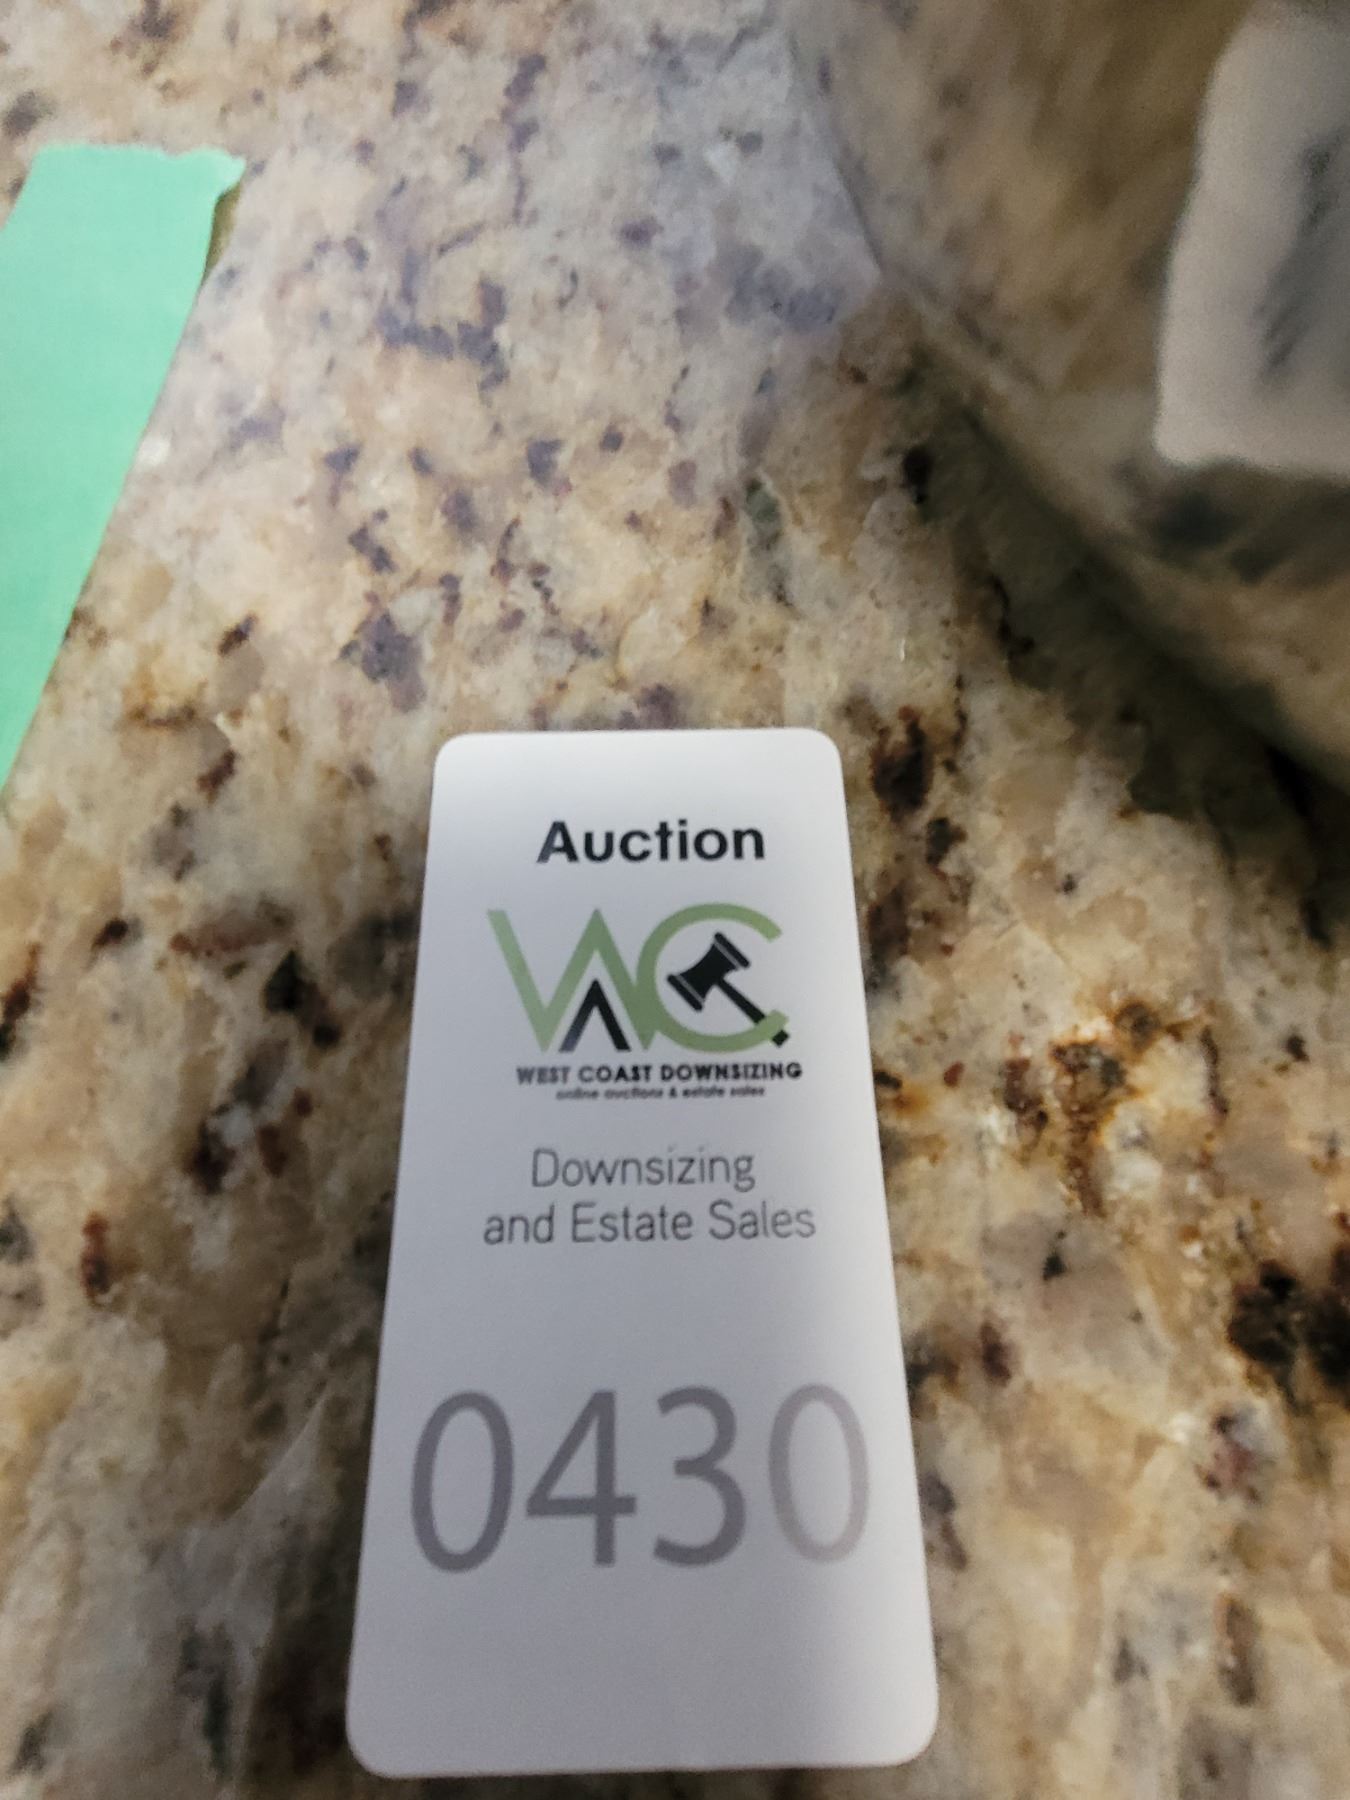 Auction
WC
WEST COAST DOWNSIZING
online auctions & estate sales
Downsizing
and Estate Sales
0430